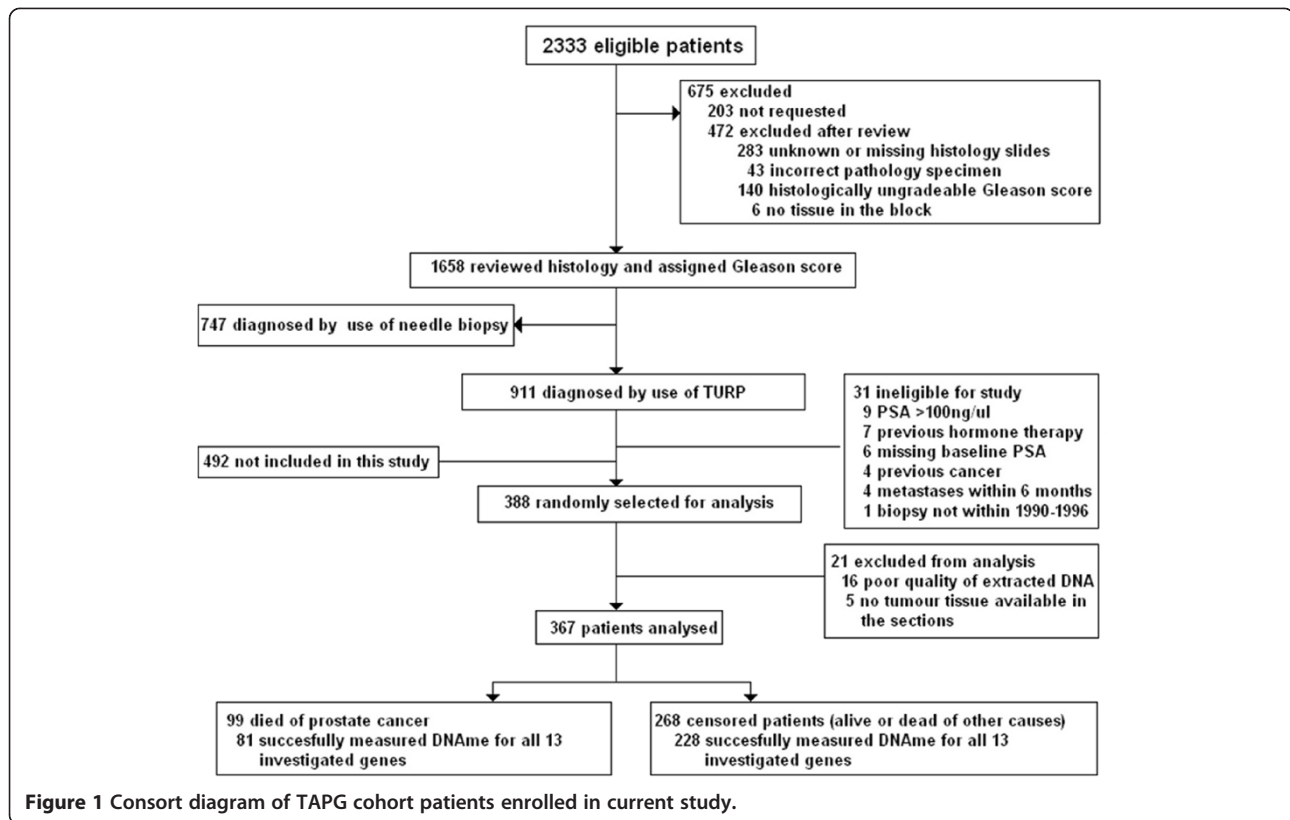 2333 eligible patients
675 excluded
203 not requested
472 excluded after review
283 unknown or missing histology slides
43 incorrect pathology specimen
140 histologically ungradeable Gleason score
6 no tissue in the block
1658 reviewed histology and assigned Gleason score
747 diagnosed by use of needle biopsy
911 diagnosed by use of TURP
31 ineligible for study
9 PSA >100ng/ul
7 previous hormone therapy
6 missing baseline PSA
4 previous cancer
4 metastases within 6 months
1 biopsy not within 1990-1996
492 not included in this study
388 randomly selected for analysis
21 excluded from analysis
16 poor quality of extracted DNA
5 no tumour tissue available in
the sections
367 patients analysed
99 died of prostate cancer
81 succesfully measured DNAme for all 13
investigated genes
268 censored patients (alive or dead of other causes)
228 succesfully measured DNAme for all 13
investigated genes
Figure 1 Consort diagram of TAPG cohort patients enrolled in current study.